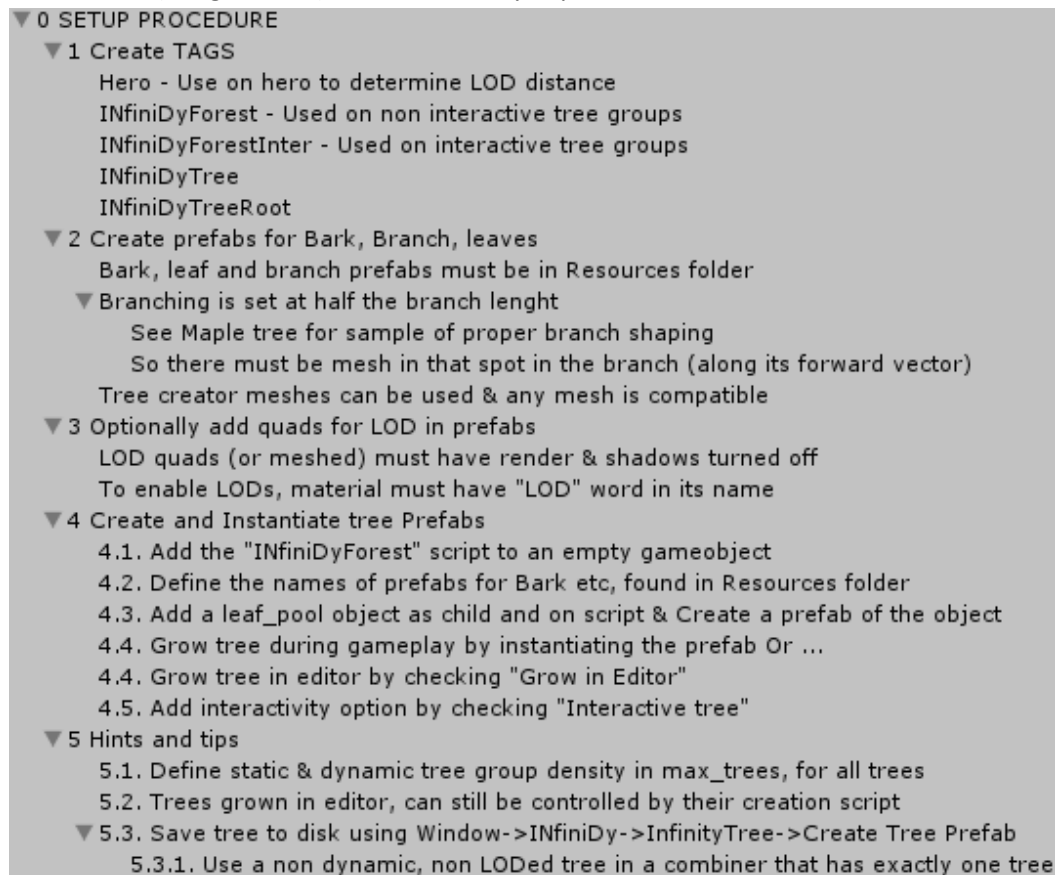 0 SETUP PROCEDURE
1 Create TAGS
Hero - Use on hero to determine LOD distance
INfiniDyForest - Used on non interactive tree groups
INfiniDyForestInter - Used on interactive tree groups
INfiniDyTree
INfiniDyTreeRoot
2 Create prefabs for Bark, Branch, leaves
Bark, leaf and branch prefabs must be in Resources folder
Branching is set at half the branch lenght
See Maple tree for sample of proper branch shaping
So there must be mesh in that spot in the branch (along its forward vector)
Tree creator meshes can be used & any mesh is compatible
3 Optionally add quads for LOD in prefabs
LOD quads (or meshed) must have render & shadows turned off
To enable LODs, material must have "LOD" word in its name
4 Create and Instantiate tree Prefabs
4.1. Add the "INfiniDyForest" script to an empty gameobject
4.2. Define the names of prefabs for Bark etc, found in Resources folder
4.3. Add a leaf_pool object as child and on script & Create a prefab of the object
4.4. Grow tree during gameplay by instantiating the prefab Or ...
4.4. Grow tree in editor by checking "Grow in Editor"
4.5. Add interactivity option by checking "Interactive tree"
5 Hints and tips
5.1. Define static & dynamic tree group density in max_trees, for all trees
5.2. Trees grown in editor, can still be controlled by their creation script
5.3. Save tree to disk using Window->INfiniDy->InfinityTree->Create Tree Prefab
5.3.1. Use a non dynamic, non LODed tree in a combiner that has exactly one tree